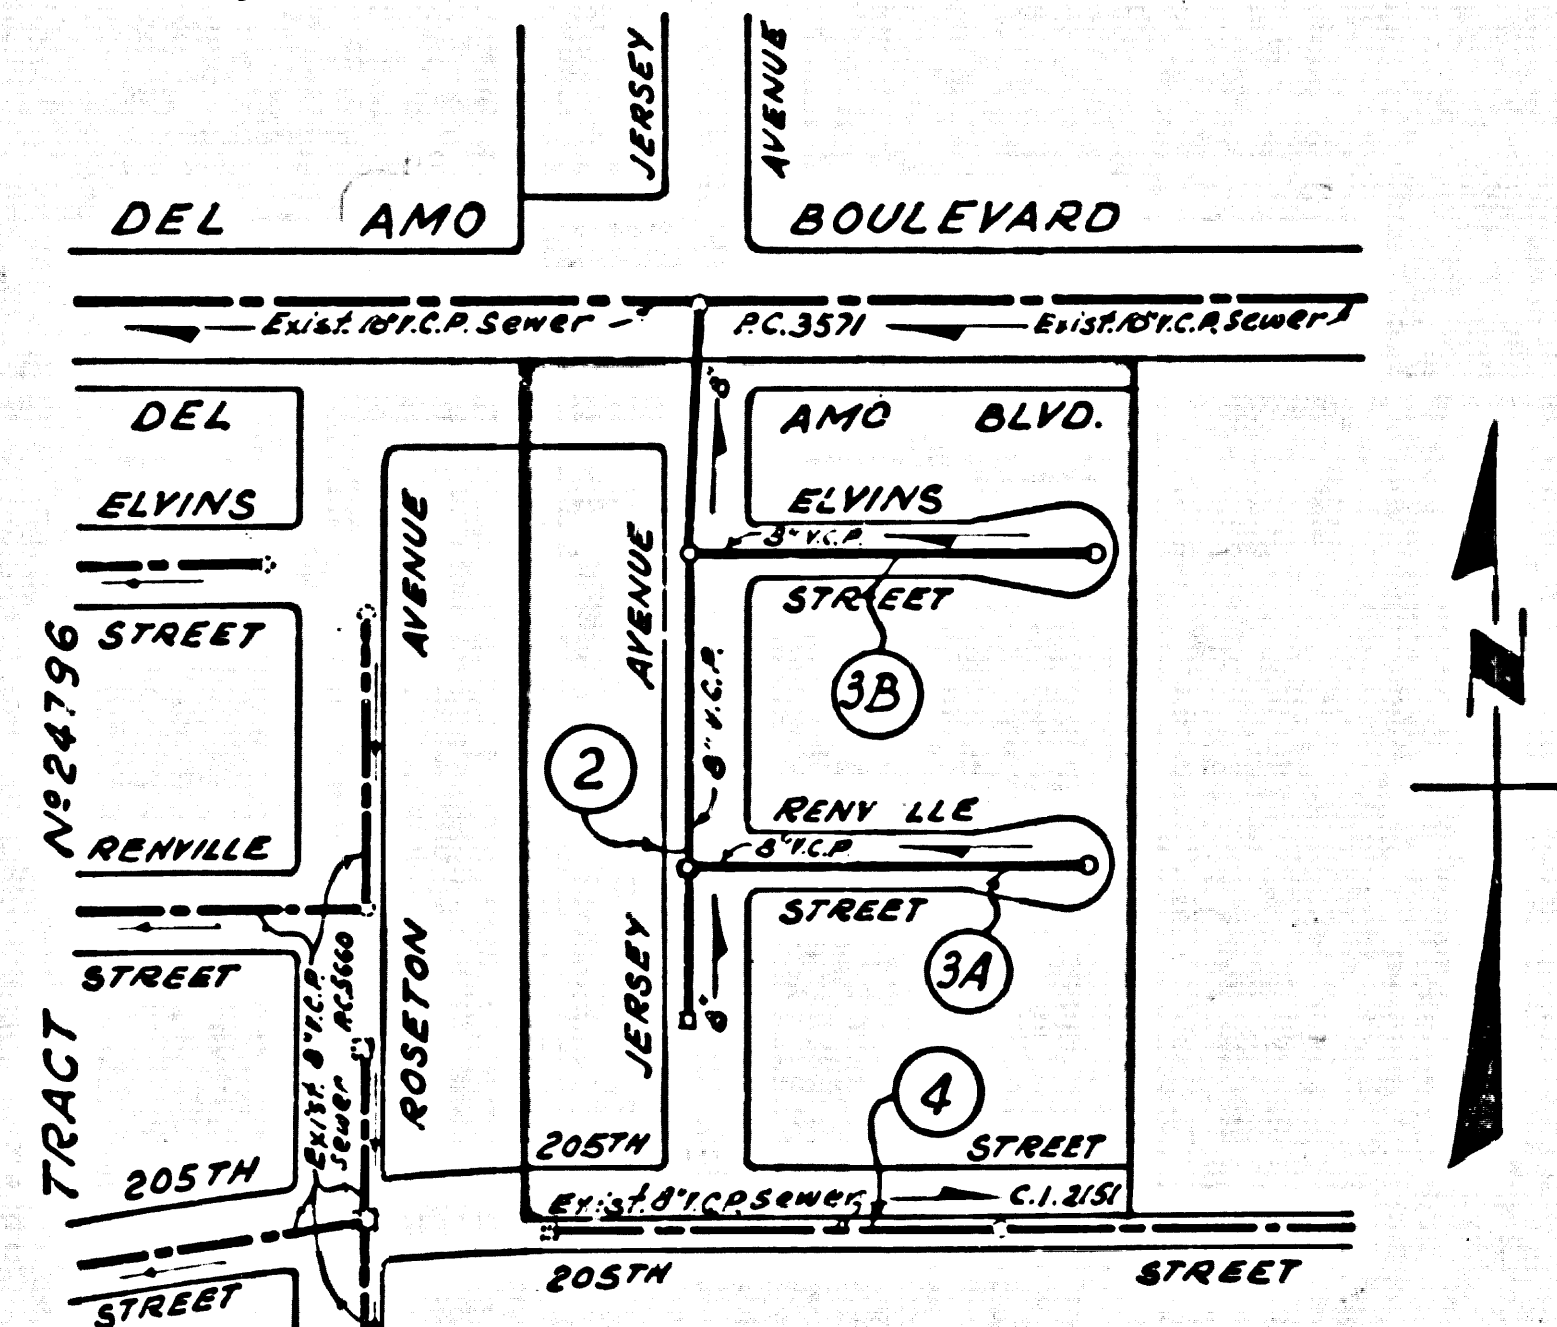 JERSEY AVENUE
DEL AMO BOULEVARD
Exist. 18" V.C.P. Sewer
P.C. 3571
Exist. 18" V.C.P. Sewer
DEL AMO BLVD.
8"
ELVINS
ELVINS
8" V.C.P.
STREET
STREET
AVENUE
AVENUE
3B
Nº 24796
8" V.C.P.
2
N
RENV LLE
RENVILLE
8" V.C.P.
STREET
STREET
3A
ROSETON
JERSEY
8"
Exist. 8" V.C.P.
Sewer P.C.5660
TRACT
4
205TH STREET
205TH
Exist. 8" V.C.P. Sewer
C.I. 2151
205TH STREET
STREET